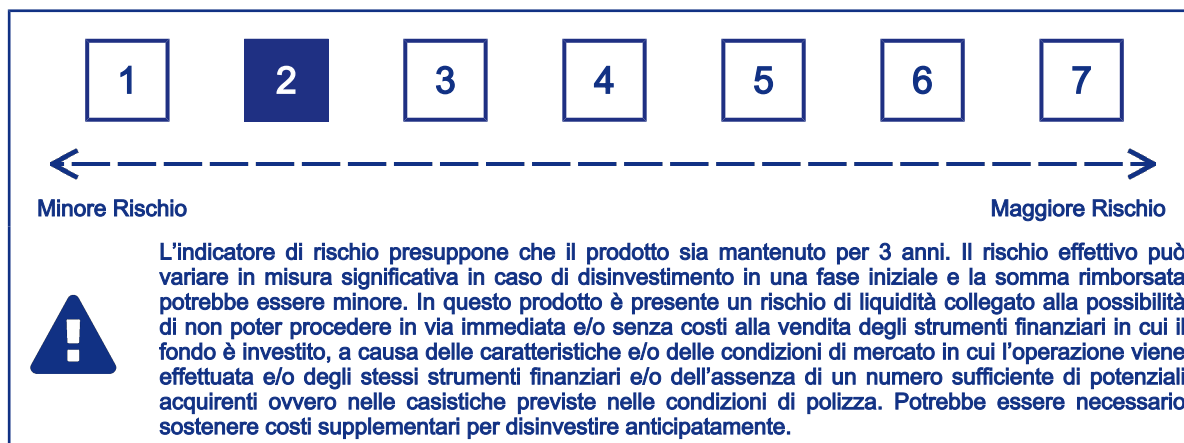 1 2 3 4 5 6 7
Minore Rischio Maggiore Rischio
L'indicatore di rischio presuppone che il prodotto sia mantenuto per 3 anni. Il rischio effettivo può
variare in misura significativa in caso di disinvestimento in una fase iniziale e la somma rimborsata
potrebbe essere minore. In questo prodotto è presente un rischio di liquidità collegato alla possibilità
di non poter procedere in via immediata e/o senza costi alla vendita degli strumenti finanziari in cui il
fondo è investito, a causa delle caratteristiche e/o delle condizioni di mercato in cui l'operazione viene
effettuata e/o degli stessi strumenti finanziari e/o dell'assenza di un numero sufficiente di potenziali
acquirenti ovvero nelle casistiche previste nelle condizioni di polizza. Potrebbe essere necessario
sostenere costi supplementari per disinvestire anticipatamente.